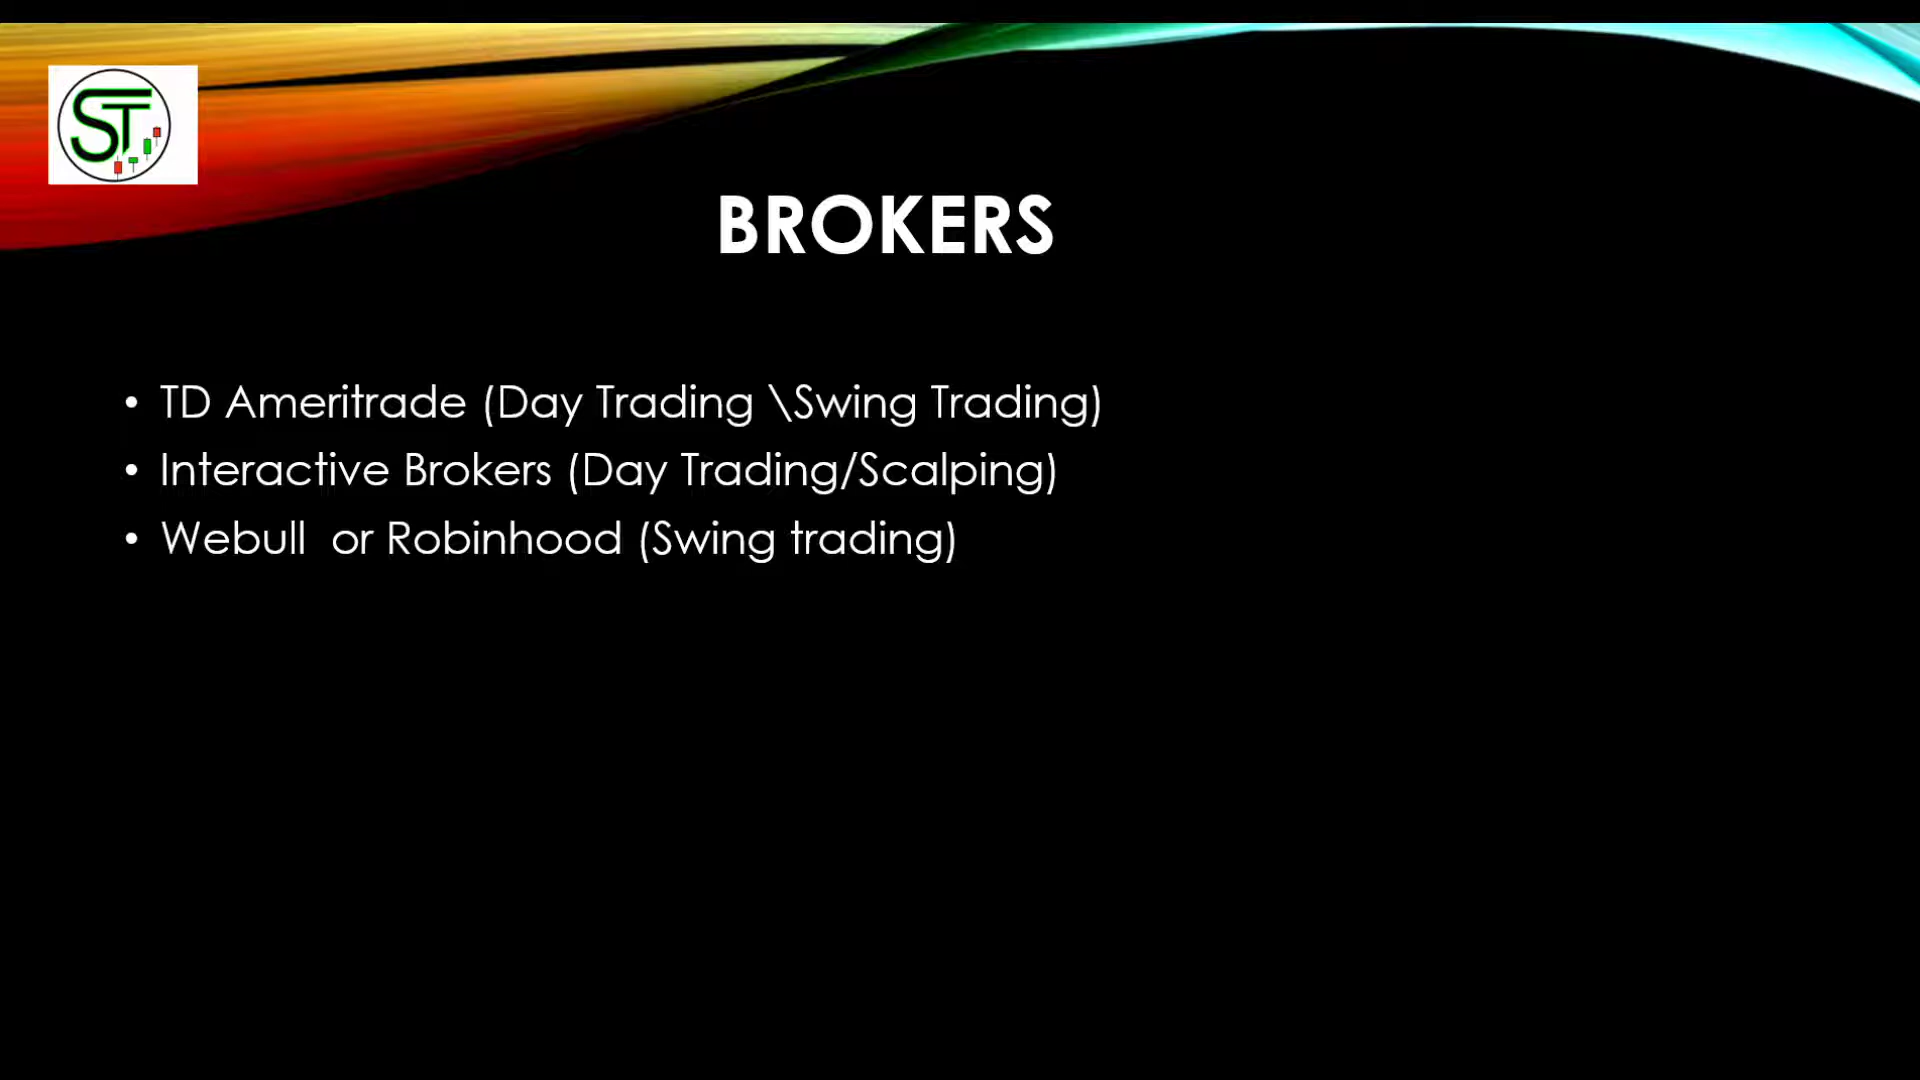 ST
BROKERS
• TD Ameritrade (Day Trading \Swing Trading)
• Interactive Brokers (Day Trading/Scalping)
• Webull  or Robinhood (Swing trading)